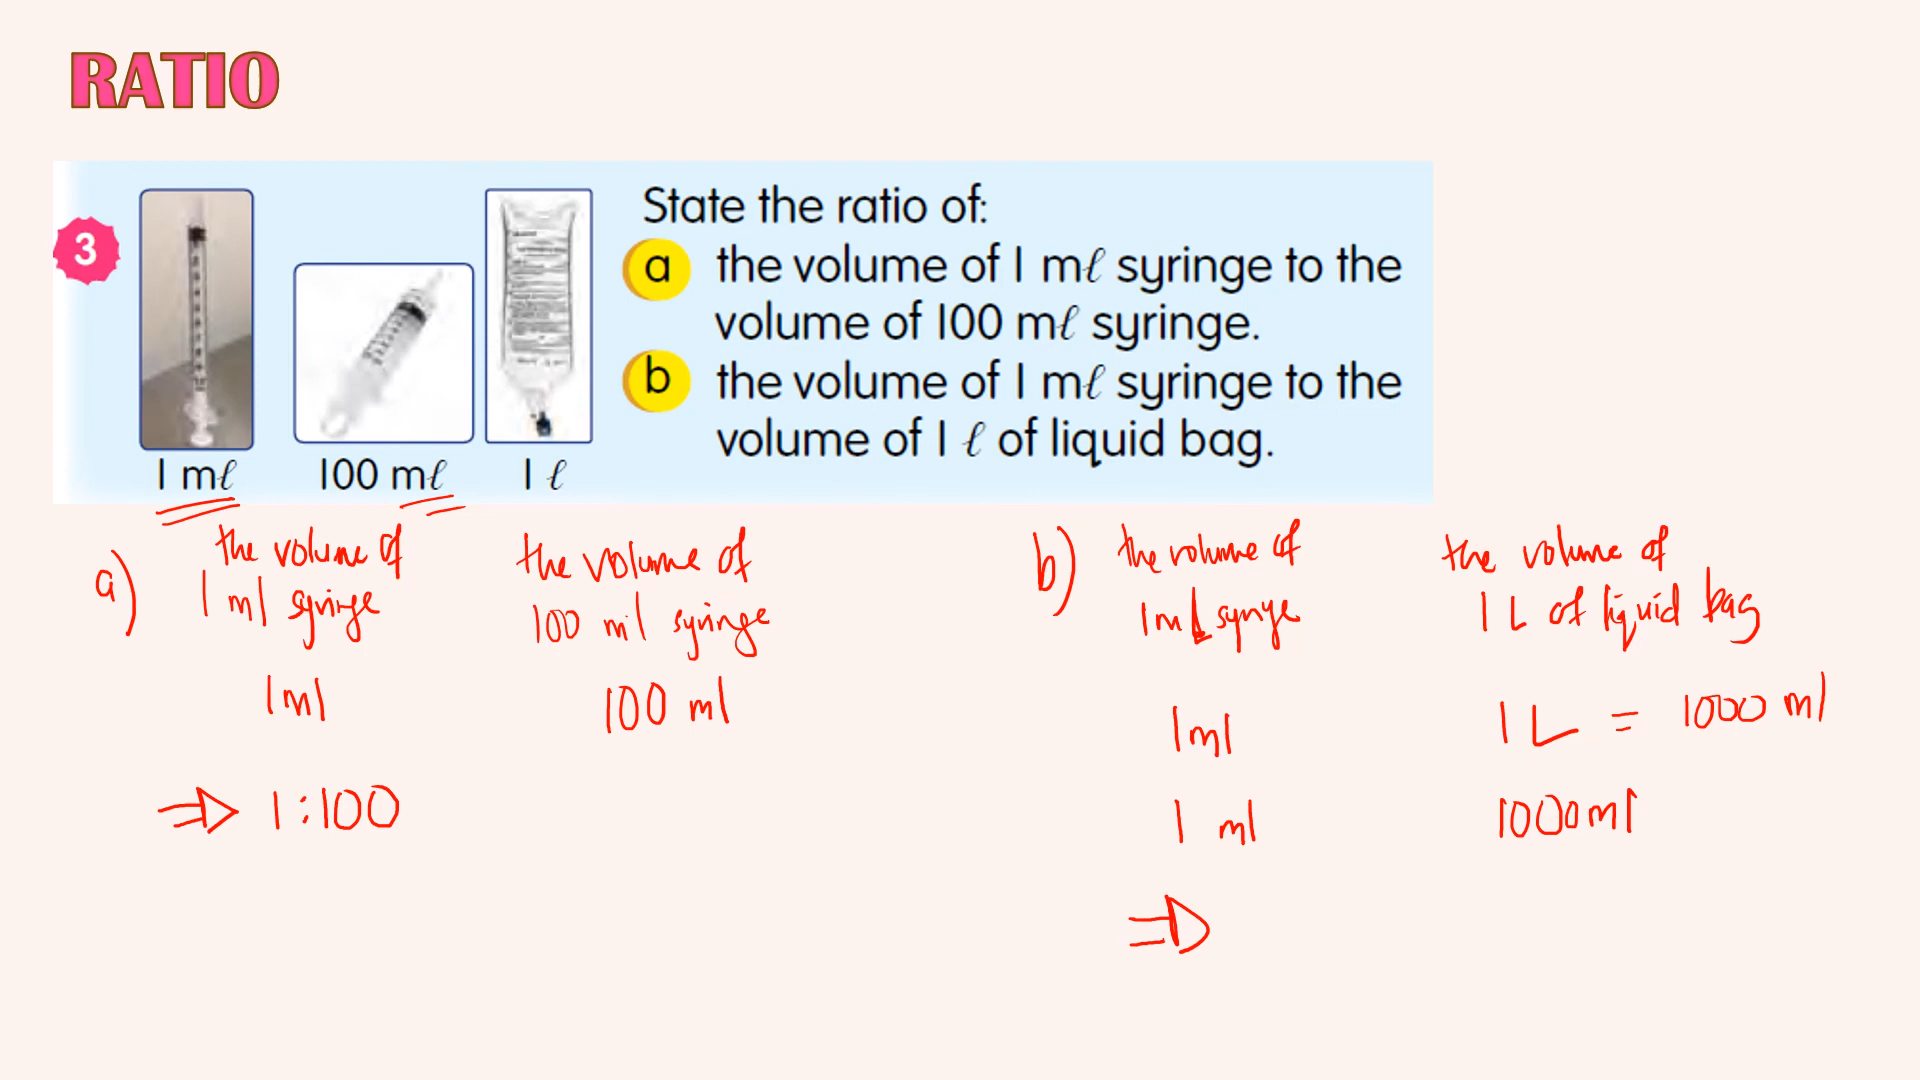 RATIO
3
State the ratio of:
a the volume of 1 mℓ syringe to the
volume of 100 mℓ syringe.
b the volume of 1 mℓ syringe to the
volume of 1 ℓ of liquid bag.
1 mℓ 100 mℓ 1 ℓ
a) the volume of
1 ml syringe
the volume of
100 ml syringe
1ml 100 ml
⇒ 1:100
b) the volume of
1mL syringe
the volume of
1 L of liquid bag
1ml 1 L = 1000 ml
1 ml 1000ml
⇒